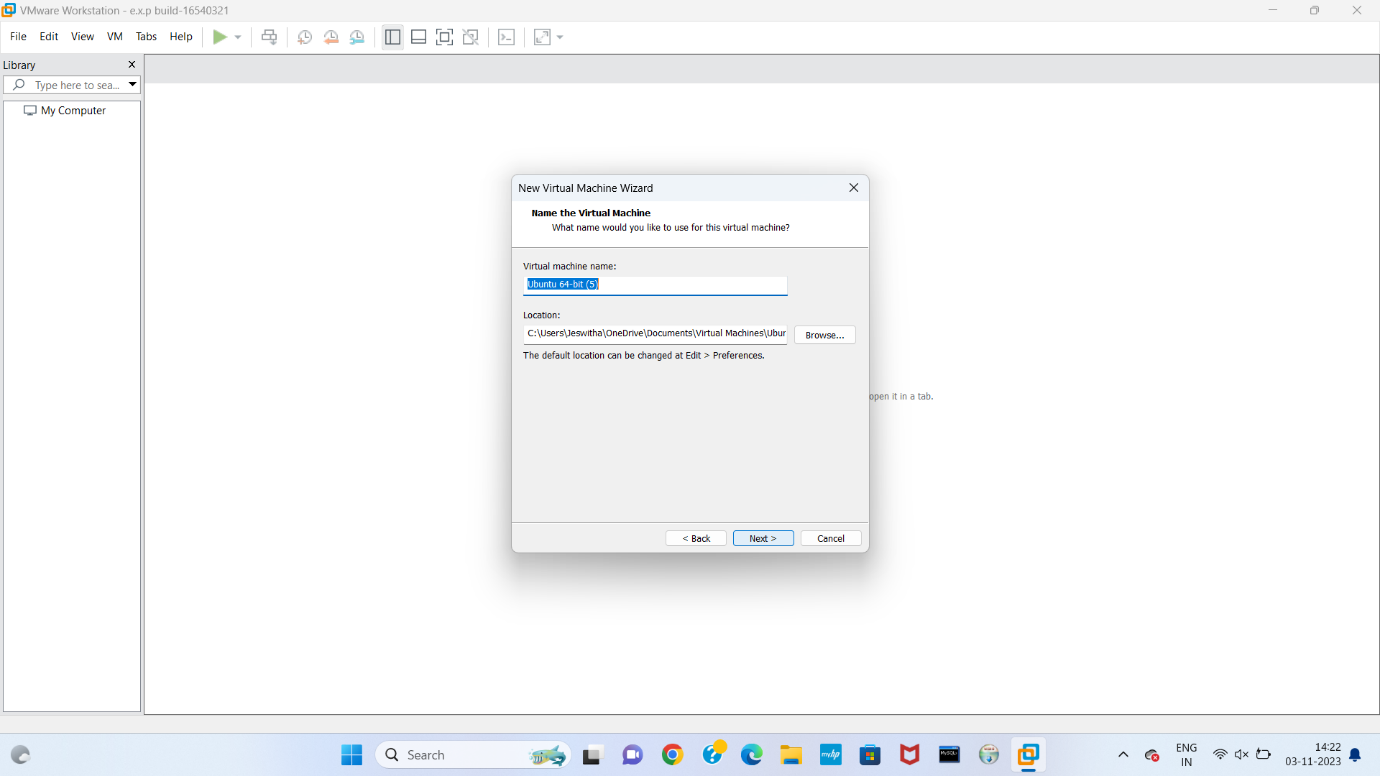 VMware Workstation - e.x.p build-16540321
File Edit View VM Tabs Help
Library
Type here to sea...
My Computer
New Virtual Machine Wizard
Name the Virtual Machine
What name would you like to use for this virtual machine?
Virtual machine name:
Ubuntu 64-bit (5)
Location:
C:\Users\Jeswitha\OneDrive\Documents\Virtual Machines\Ubur
Browse...
The default location can be changed at Edit > Preferences.
open it in a tab.
< Back Next > Cancel
Search
myhp
MySQL
ENG
IN
14:22
03-11-2023